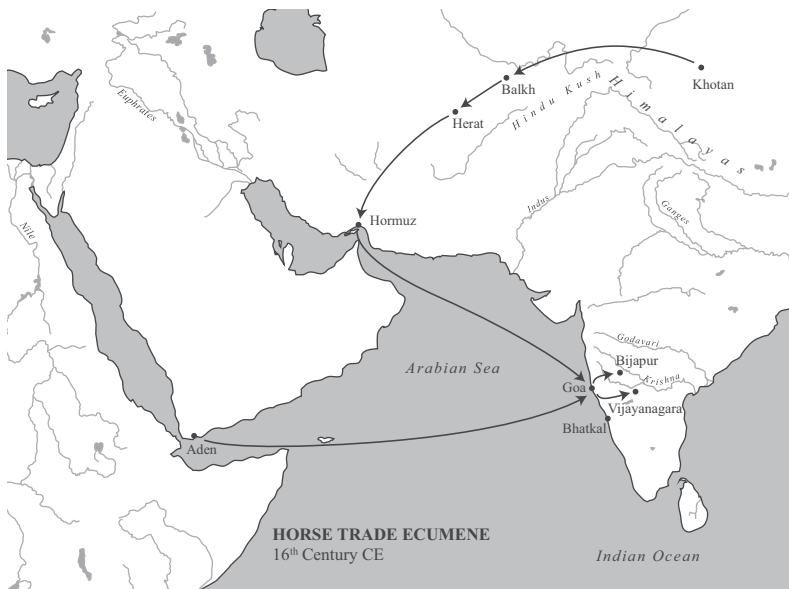 Khotan
Balkh
Herat
Hindu Kush
Himalayas
Euphrates
Hormuz
Indus
Ganges
Nile
Godavari
Bijapur
Krishna
Arabian Sea
Goa
Vijayanagara
Bhatkal
Aden
HORSE TRADE ECUMENE
16th Century CE
Indian Ocean